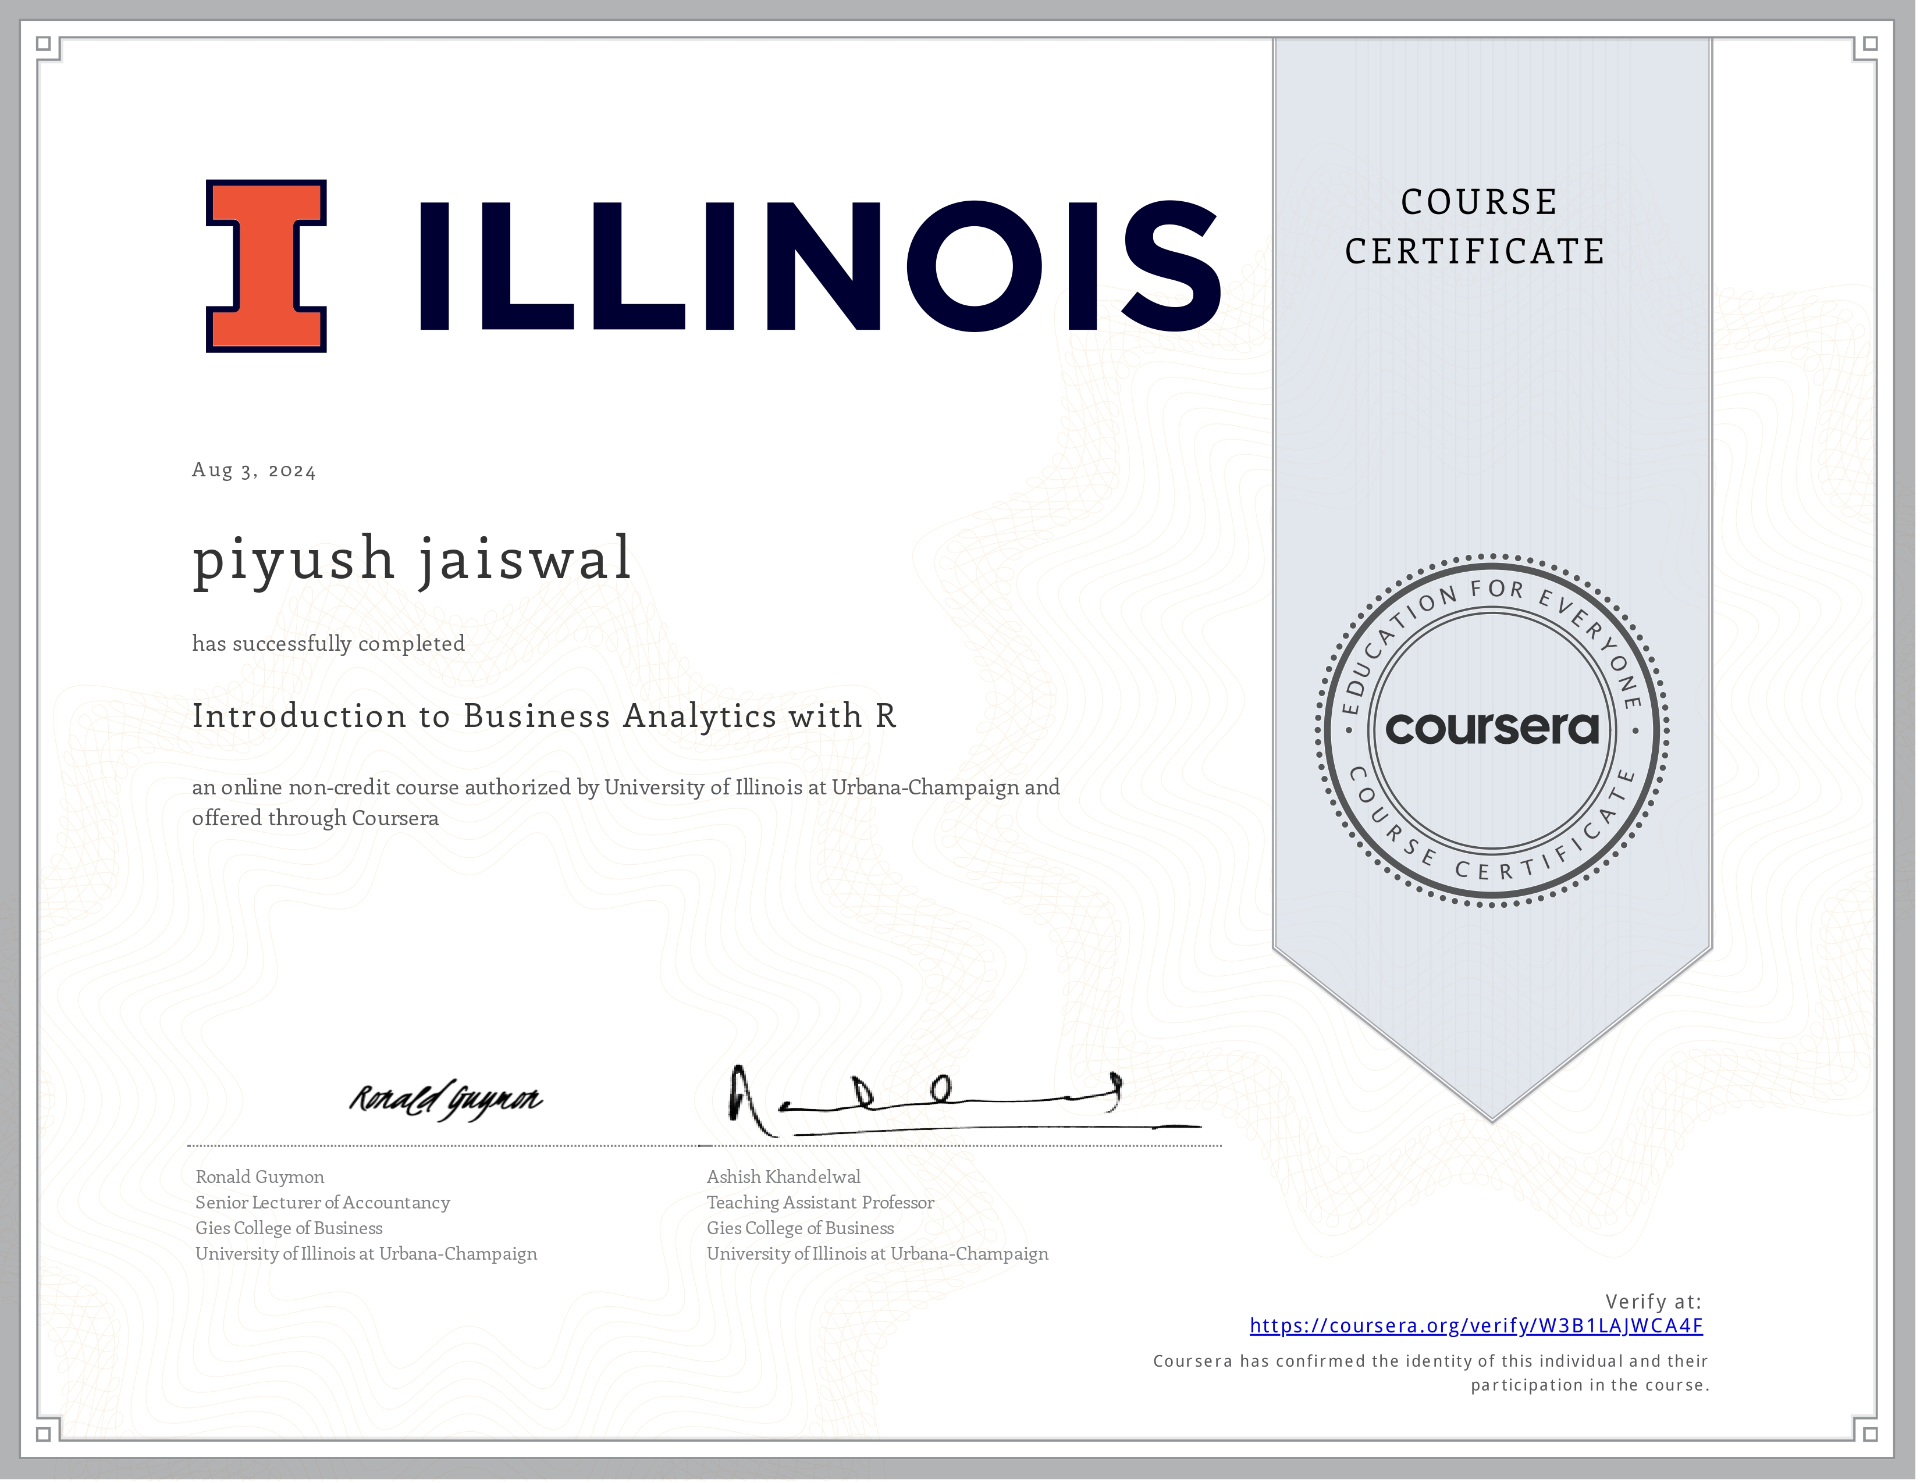 I ILLINOIS
COURSE
CERTIFICATE
Aug 3, 2024
piyush jaiswal
has successfully completed
Introduction to Business Analytics with R
an online non-credit course authorized by University of Illinois at Urbana-Champaign and
offered through Coursera
EDUCATION FOR EVERYONE
coursera
COURSE CERTIFICATE
Ronald Guymon
Ronald Guymon
Senior Lecturer of Accountancy
Gies College of Business
University of Illinois at Urbana-Champaign
Ashish Khandelwal
Teaching Assistant Professor
Gies College of Business
University of Illinois at Urbana-Champaign
Verify at:
https://coursera.org/verify/W3B1LAJWCA4F
Coursera has confirmed the identity of this individual and their
participation in the course.